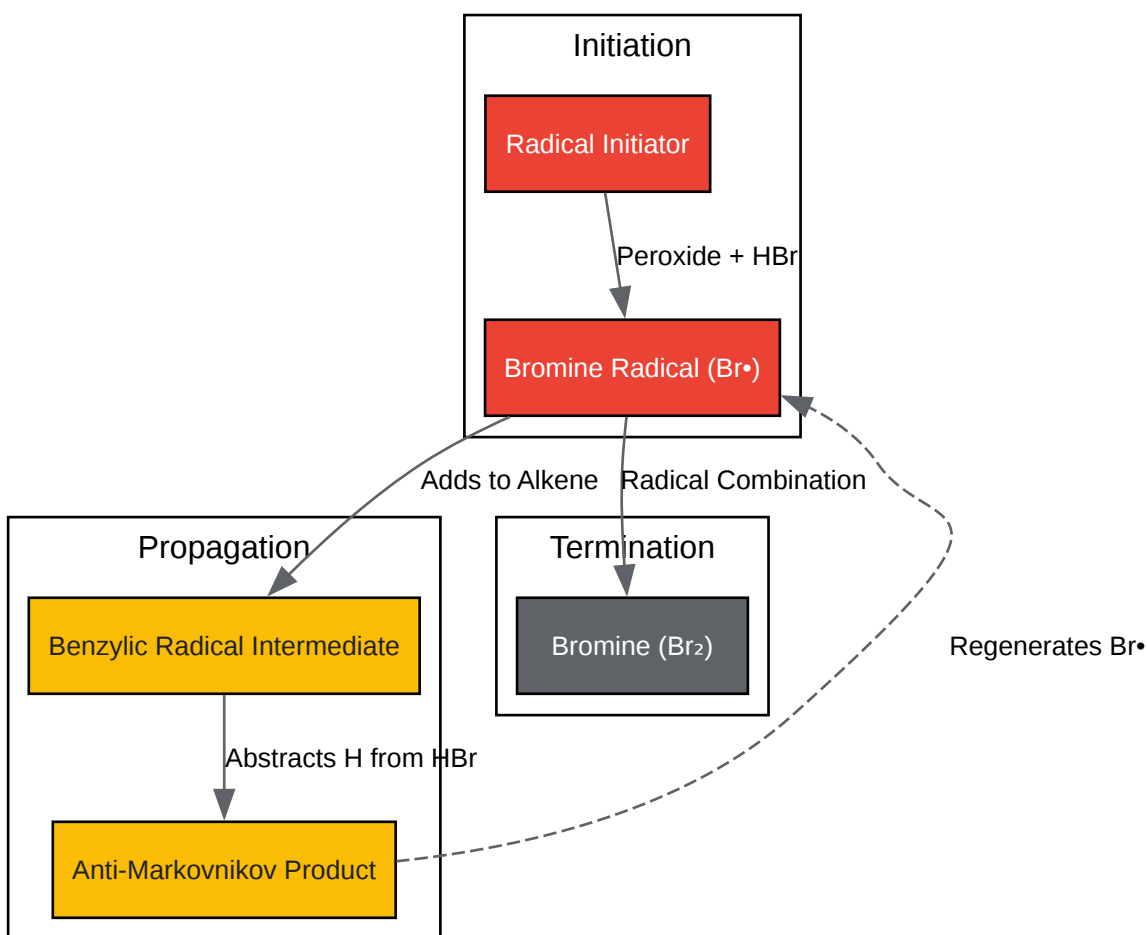 Initiation
Radical Initiator
Peroxide + HBr
Bromine Radical (Br•)
Adds to Alkene
Radical Combination
Propagation
Termination
Benzylic Radical Intermediate
Bromine (Br₂)
Regenerates Br•
Abstracts H from HBr
Anti-Markovnikov Product